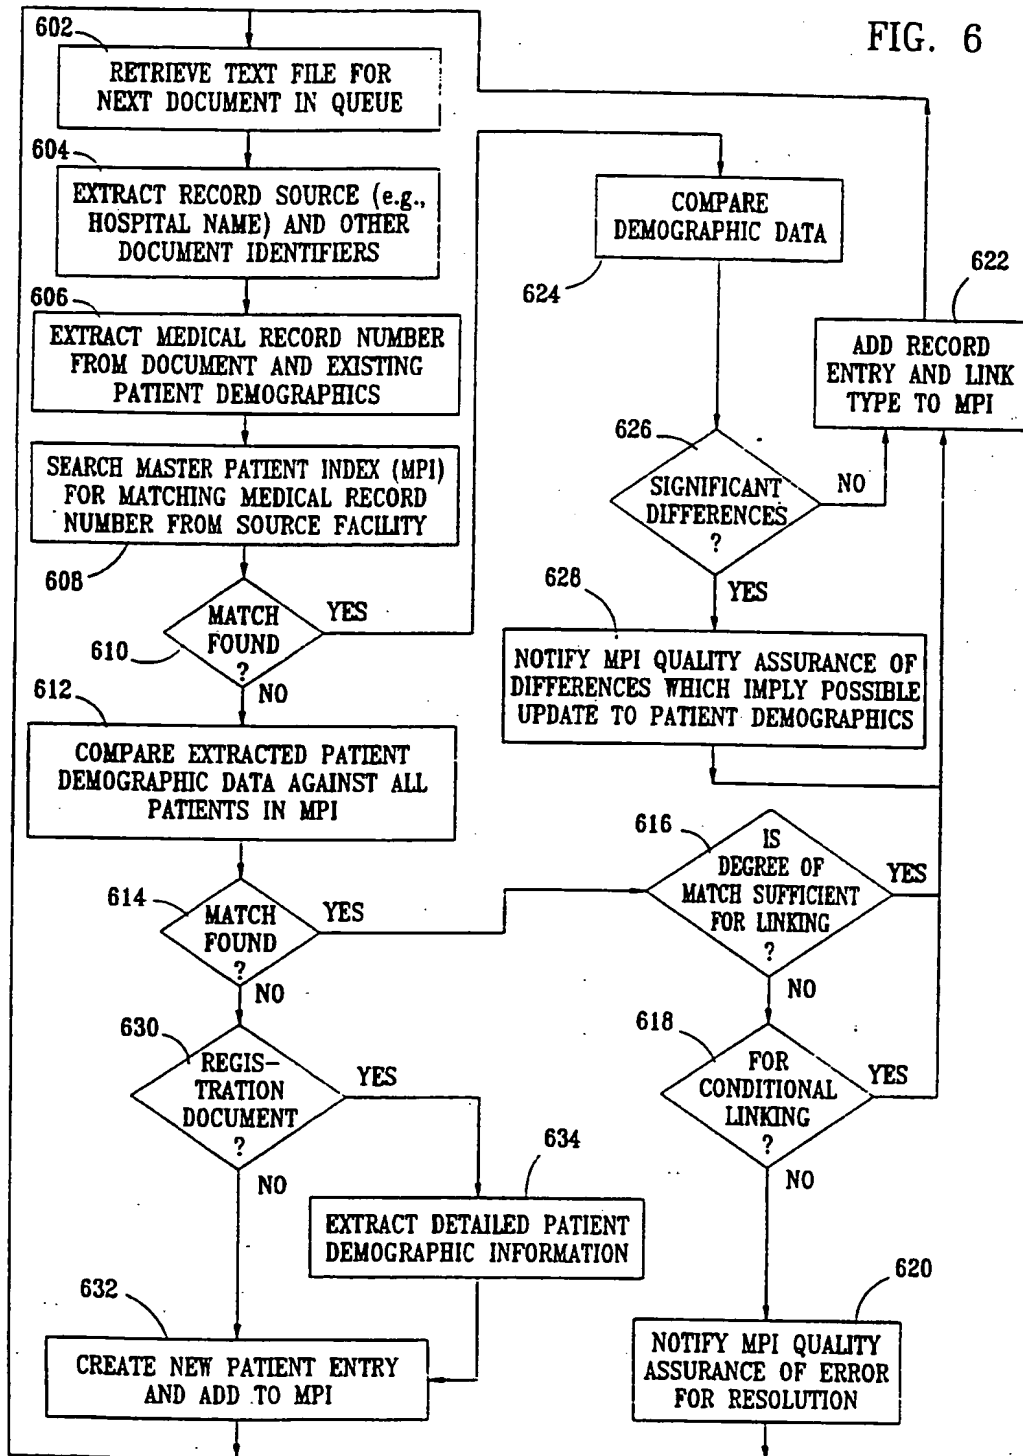 FIG. 6
602
RETRIEVE TEXT FILE FOR
NEXT DOCUMENT IN QUEUE
604
EXTRACT RECORD SOURCE (e.g.,
HOSPITAL NAME) AND OTHER
DOCUMENT IDENTIFIERS
606
EXTRACT MEDICAL RECORD NUMBER
FROM DOCUMENT AND EXISTING
PATIENT DEMOGRAPHICS
SEARCH MASTER PATIENT INDEX (MPI)
FOR MATCHING MEDICAL RECORD
NUMBER FROM SOURCE FACILITY
608
MATCH
FOUND
?
YES
610
NO
612
COMPARE EXTRACTED PATIENT
DEMOGRAPHIC DATA AGAINST ALL
PATIENTS IN MPI
614
MATCH
FOUND
?
YES
NO
630
REGIS-
TRATION
DOCUMENT
?
YES
NO
634
EXTRACT DETAILED PATIENT
DEMOGRAPHIC INFORMATION
632
CREATE NEW PATIENT ENTRY
AND ADD TO MPI
COMPARE
DEMOGRAPHIC DATA
624
622
ADD RECORD
ENTRY AND LINK
TYPE TO MPI
626
SIGNIFICANT
DIFFERENCES
?
NO
YES
628
NOTIFY MPI QUALITY ASSURANCE OF
DIFFERENCES WHICH IMPLY POSSIBLE
UPDATE TO PATIENT DEMOGRAPHICS
616
IS
DEGREE OF
MATCH SUFFICIENT
FOR LINKING
?
YES
NO
618
FOR
CONDITIONAL
LINKING
?
YES
NO
620
NOTIFY MPI QUALITY
ASSURANCE OF ERROR
FOR RESOLUTION